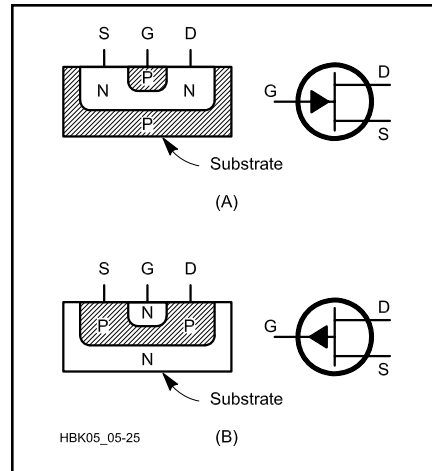 S G D
P
N N
P
Substrate
G D S
(A)
S G D
N
P P
N
Substrate
G D S
HBK05_05-25 (B)